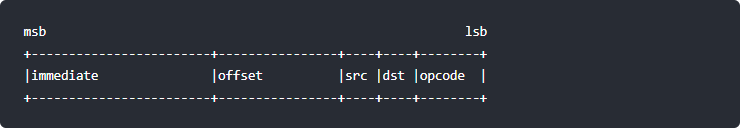 msb                                                        lsb
+------------------------+----------------+----+----+--------+
|immediate               |offset          |src |dst |opcode  |
+------------------------+----------------+----+----+--------+